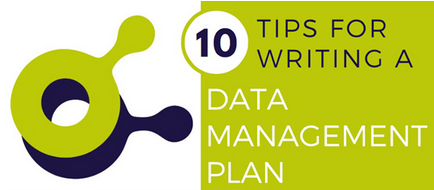 10
TIPS FOR
WRITING A
DATA
MANAGEMENT
PLAN